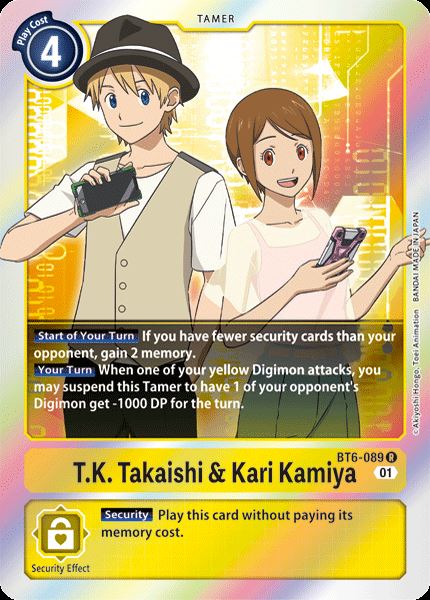 TAMER
Play Cost
4
Start of Your Turn If you have fewer security cards than your
opponent, gain 2 memory.
Your Turn When one of your yellow Digimon attacks, you
may suspend this Tamer to have 1 of your opponent's
Digimon get -1000 DP for the turn.
©Akiyoshi Hongo, Toei Animation BANDAI MADE IN JAPAN
BT6-089 R
T.K. Takaishi & Kari Kamiya
01
Security Play this card without paying its
memory cost.
Security Effect